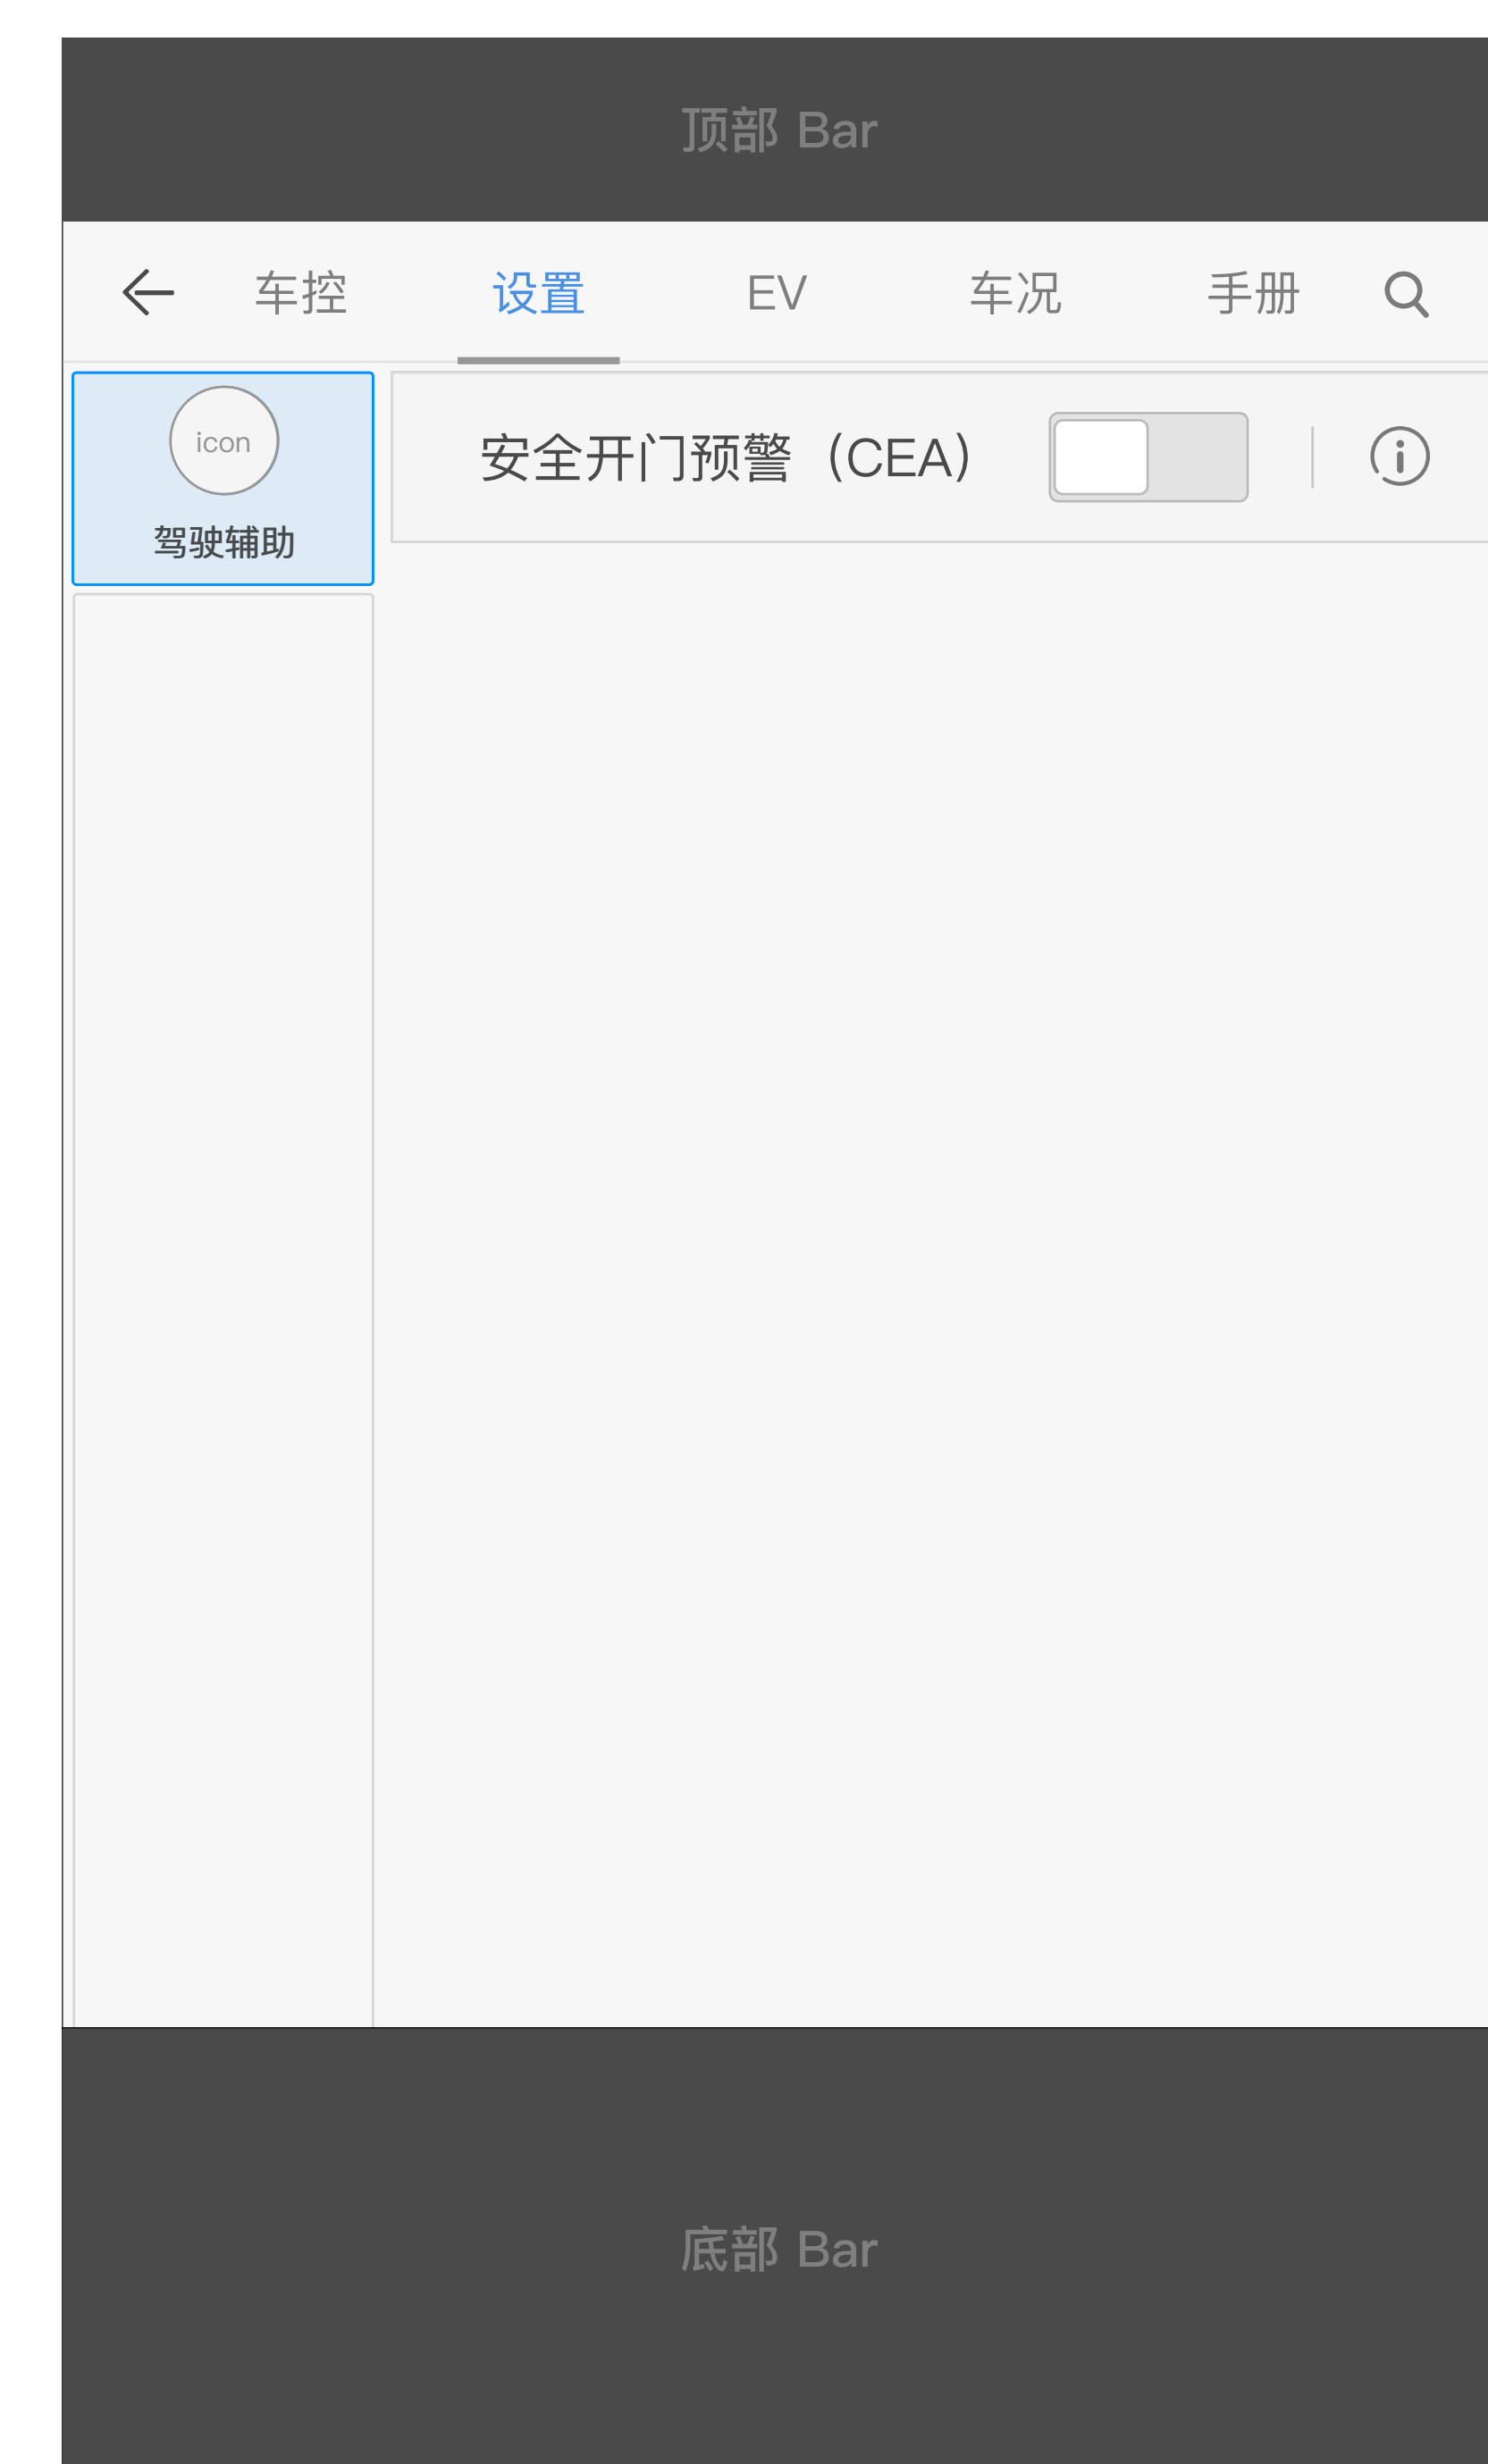 顶部 Bar
车控 设置 EV 车况 手册
icon
驾驶辅助
安全开门预警（CEA）
底部 Bar